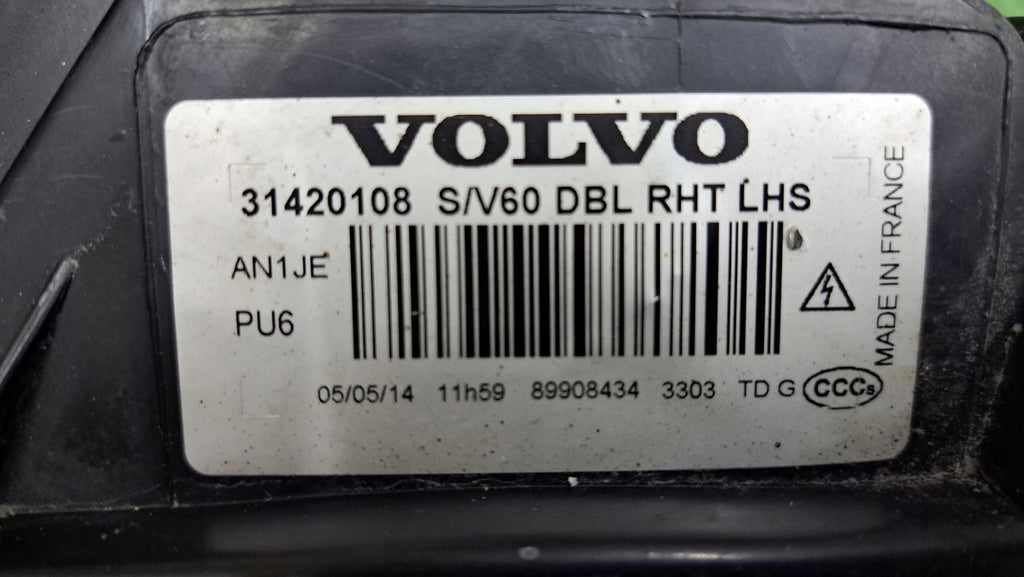 VOLVO
31420108 S/V60 DBL RHT LHS
AN1JE
PU6
05/05/14 11h59 89908434 3303 TD G CCCs
MADE IN FRANCE